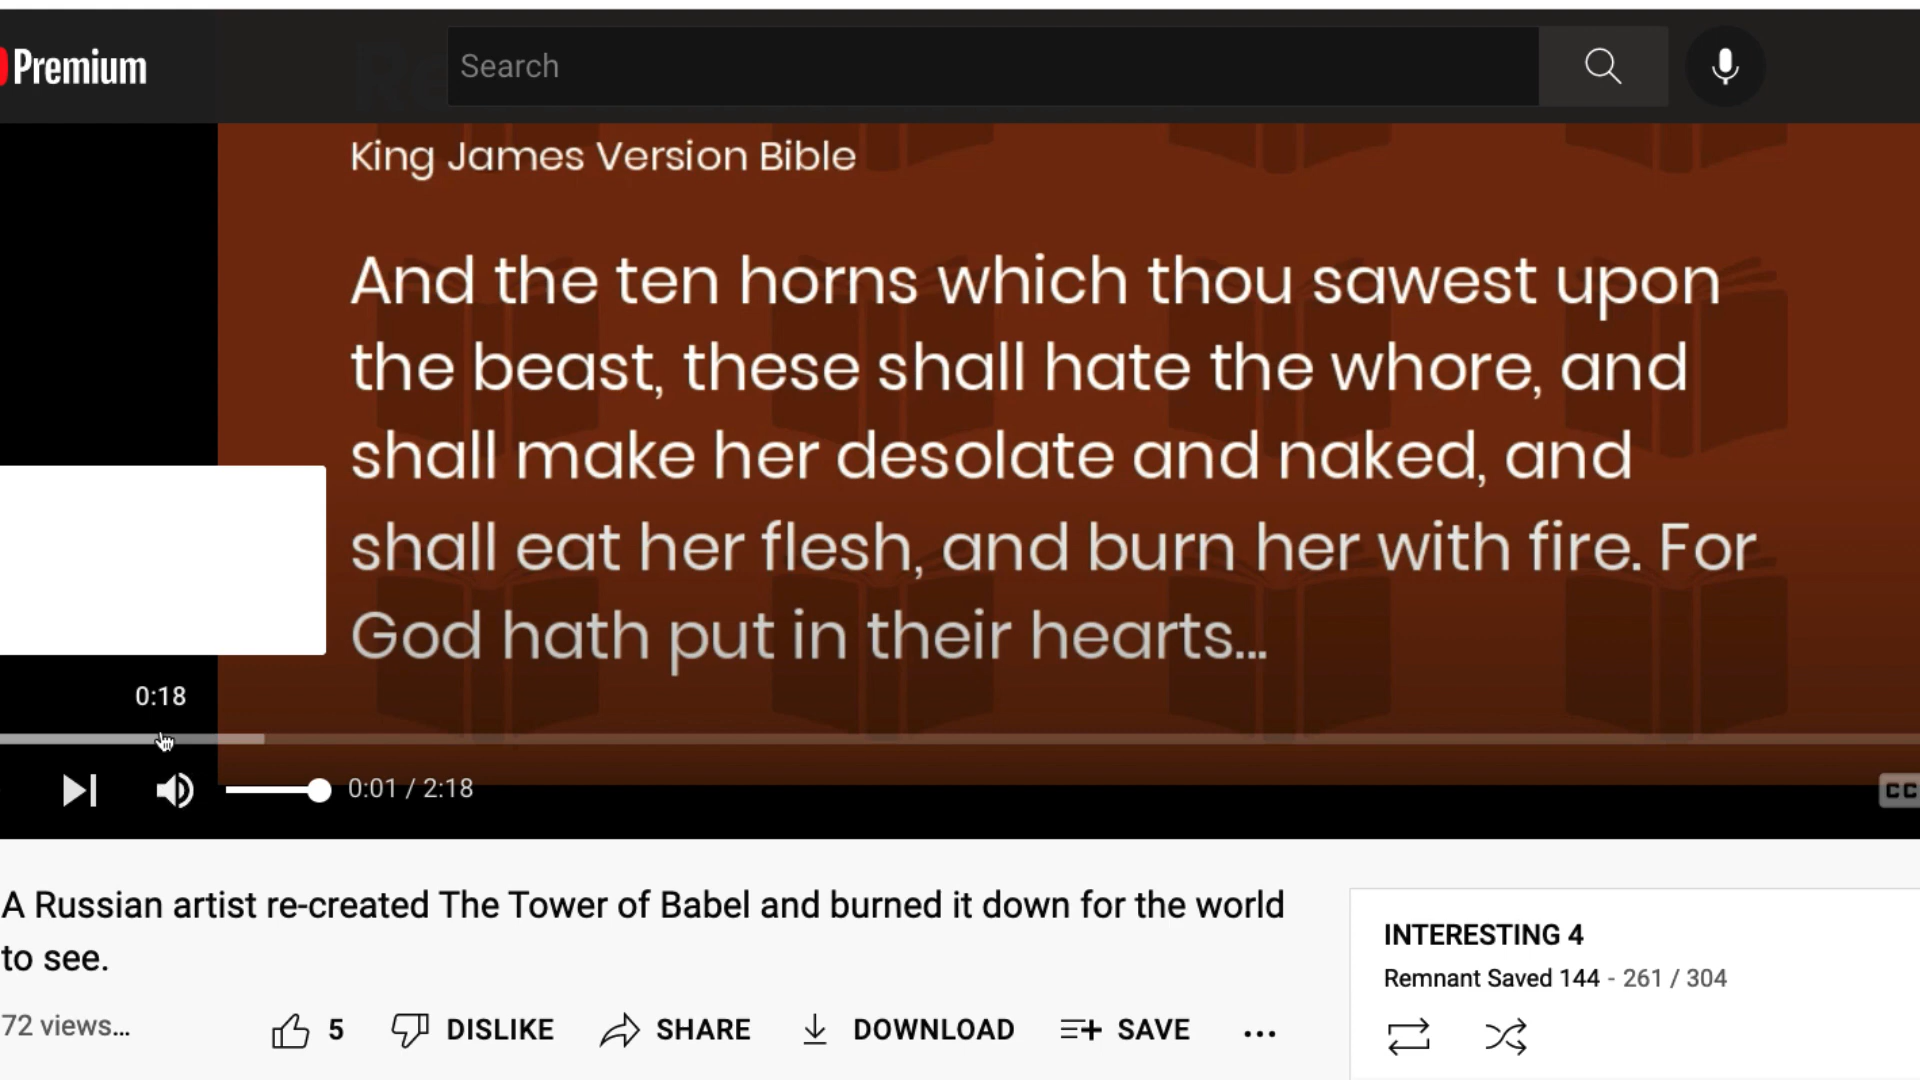 Premium
Search
King James Version Bible
And the ten horns which thou sawest upon
the beast, these shall hate the whore, and
shall make her desolate and naked, and
shall eat her flesh, and burn her with fire. For
God hath put in their hearts...
0:18
0:01 / 2:18
CC
A Russian artist re-created The Tower of Babel and burned it down for the world
to see.
72 views...
5
DISLIKE
SHARE
DOWNLOAD
SAVE
...
INTERESTING 4
Remnant Saved 144 - 261 / 304